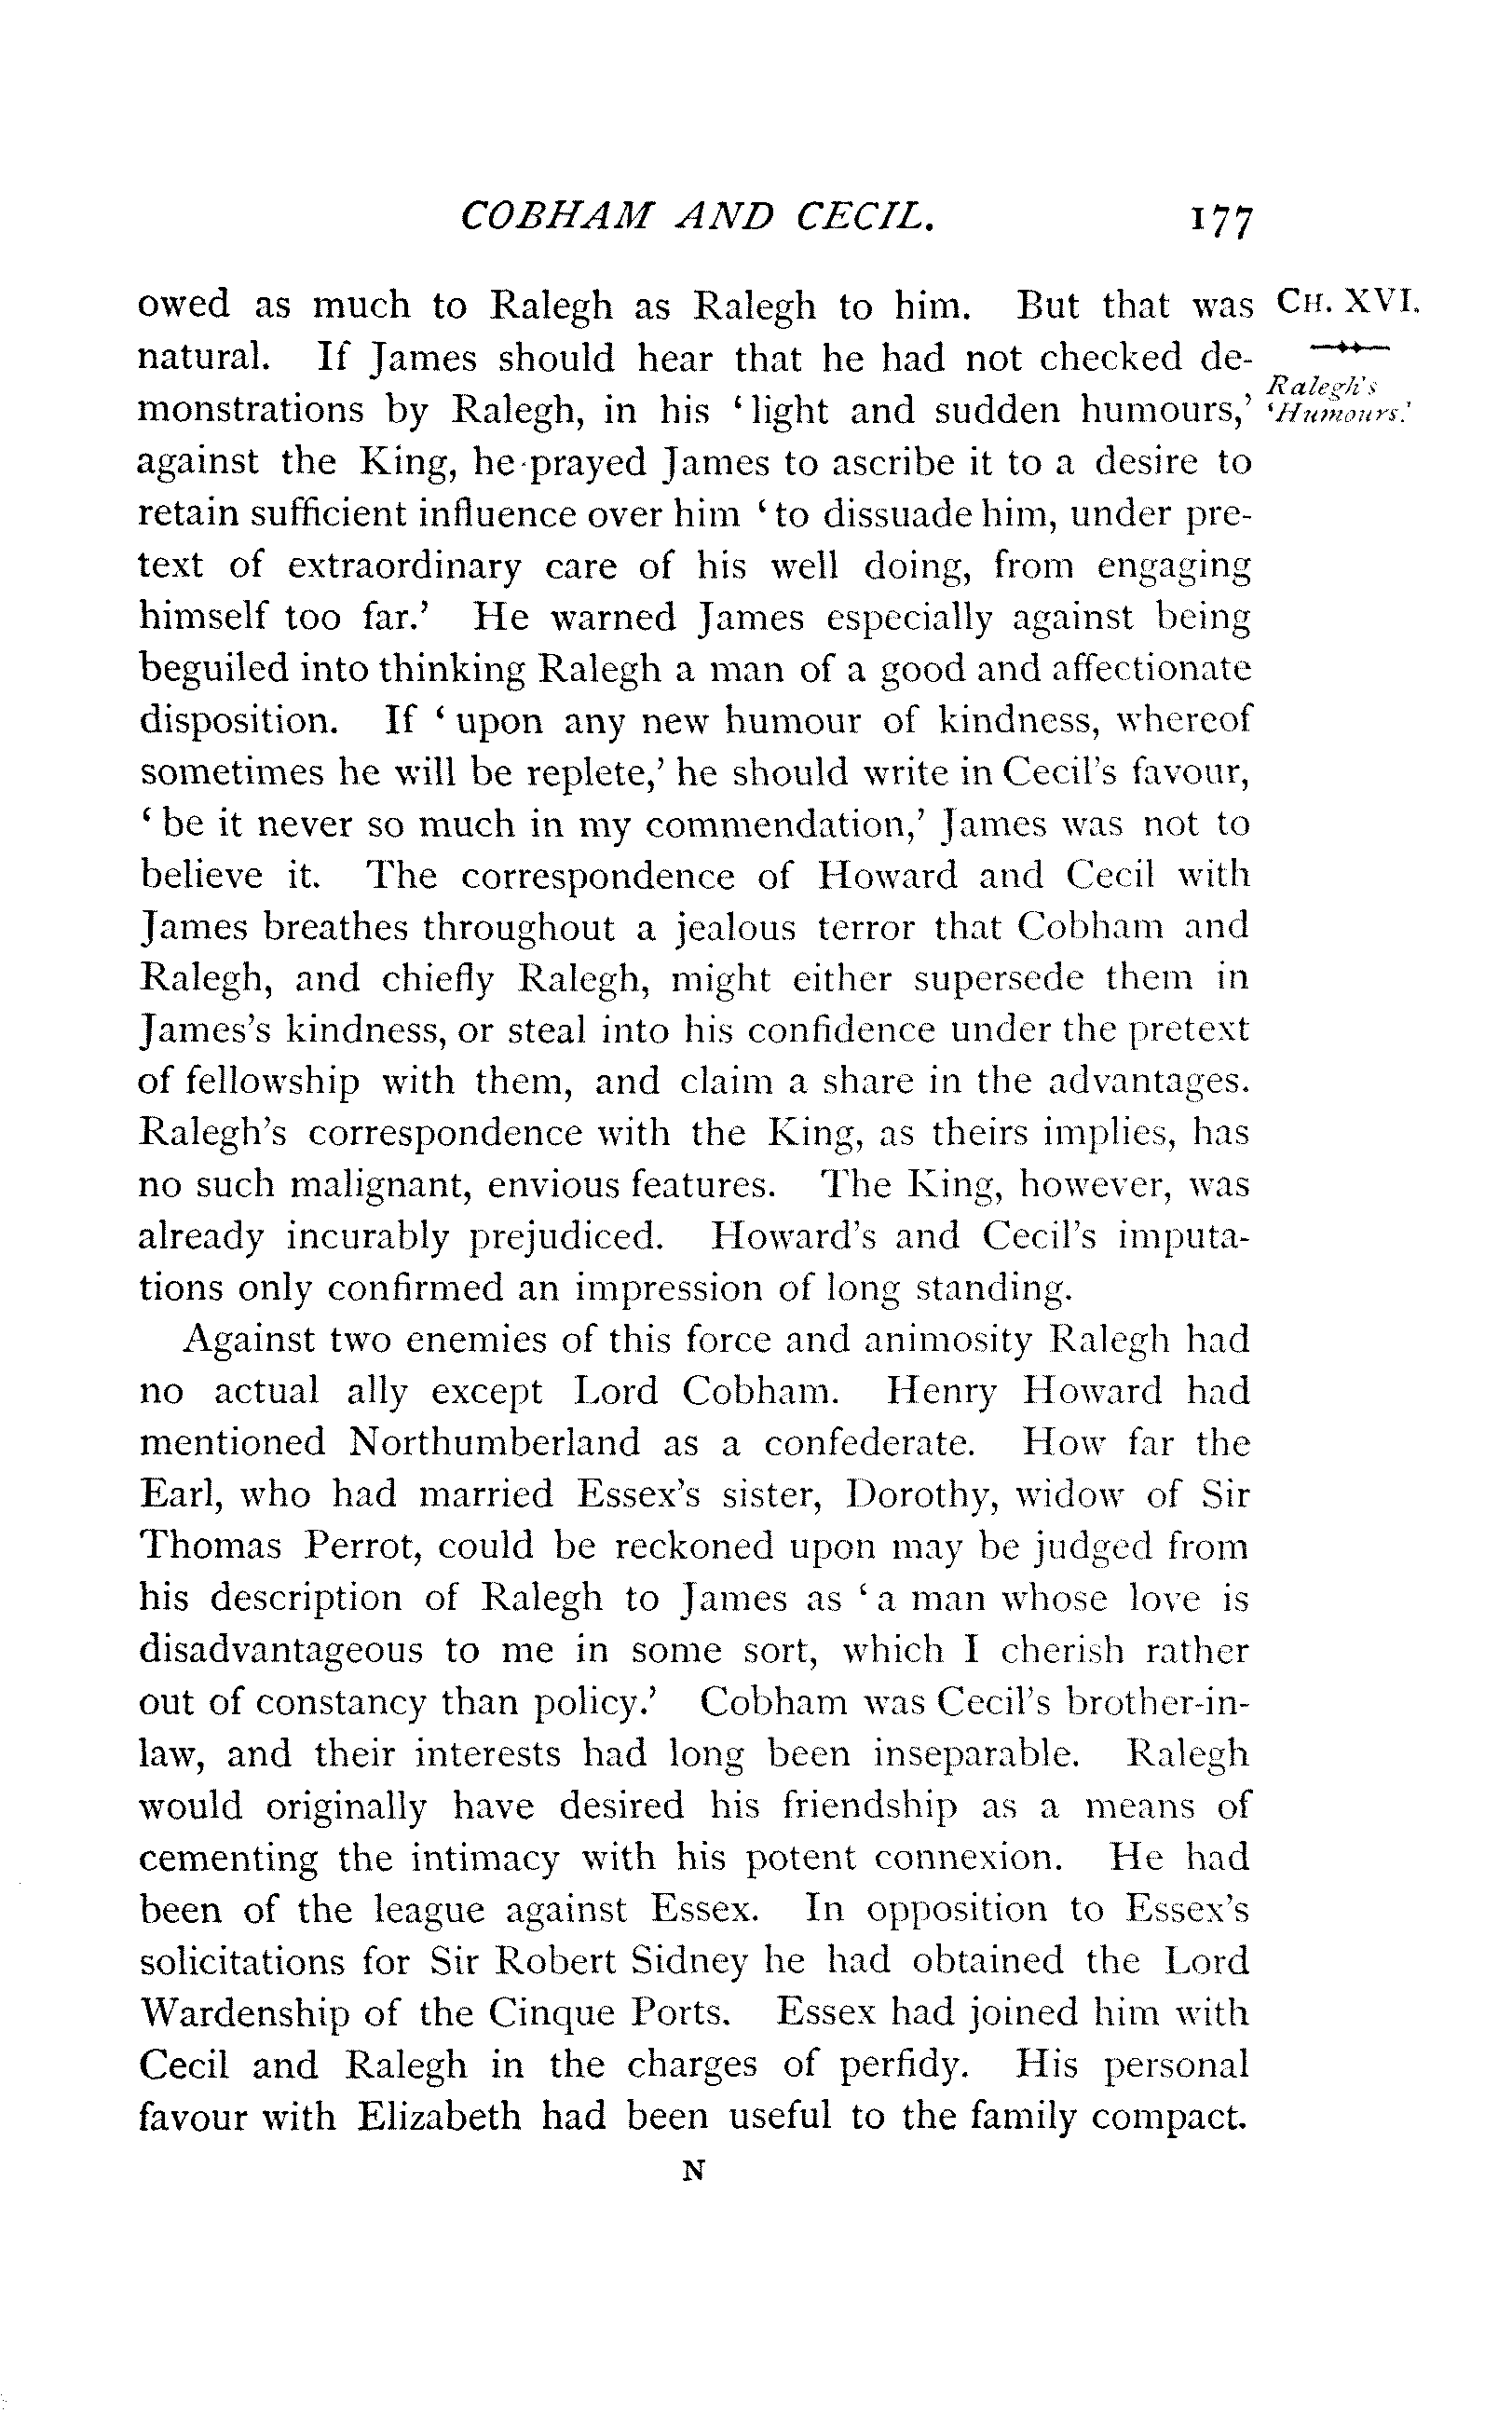 COBHAM AND CECIL. 177
owed as much to Ralegh as Ralegh to him. But that was
CH. XVI.
natural. If James should hear that he had not checked de-
monstrations by Ralegh, in his ‘light and sudden humours,’
Ralegh's
‘Humours.’
against the King, he prayed James to ascribe it to a desire to
retain sufficient influence over him ‘to dissuade him, under pre-
text of extraordinary care of his well doing, from engaging
himself too far.’ He warned James especially against being
beguiled into thinking Ralegh a man of a good and affectionate
disposition. If ‘upon any new humour of kindness, whereof
sometimes he will be replete,’ he should write in Cecil’s favour,
‘be it never so much in my commendation,’ James was not to
believe it. The correspondence of Howard and Cecil with
James breathes throughout a jealous terror that Cobham and
Ralegh, and chiefly Ralegh, might either supersede them in
James’s kindness, or steal into his confidence under the pretext
of fellowship with them, and claim a share in the advantages.
Ralegh’s correspondence with the King, as theirs implies, has
no such malignant, envious features. The King, however, was
already incurably prejudiced. Howard’s and Cecil’s imputa-
tions only confirmed an impression of long standing.
Against two enemies of this force and animosity Ralegh had
no actual ally except Lord Cobham. Henry Howard had
mentioned Northumberland as a confederate. How far the
Earl, who had married Essex’s sister, Dorothy, widow of Sir
Thomas Perrot, could be reckoned upon may be judged from
his description of Ralegh to James as ‘a man whose love is
disadvantageous to me in some sort, which I cherish rather
out of constancy than policy.’ Cobham was Cecil’s brother-in-
law, and their interests had long been inseparable. Ralegh
would originally have desired his friendship as a means of
cementing the intimacy with his potent connexion. He had
been of the league against Essex. In opposition to Essex’s
solicitations for Sir Robert Sidney he had obtained the Lord
Wardenship of the Cinque Ports. Essex had joined him with
Cecil and Ralegh in the charges of perfidy. His personal
favour with Elizabeth had been useful to the family compact.
N